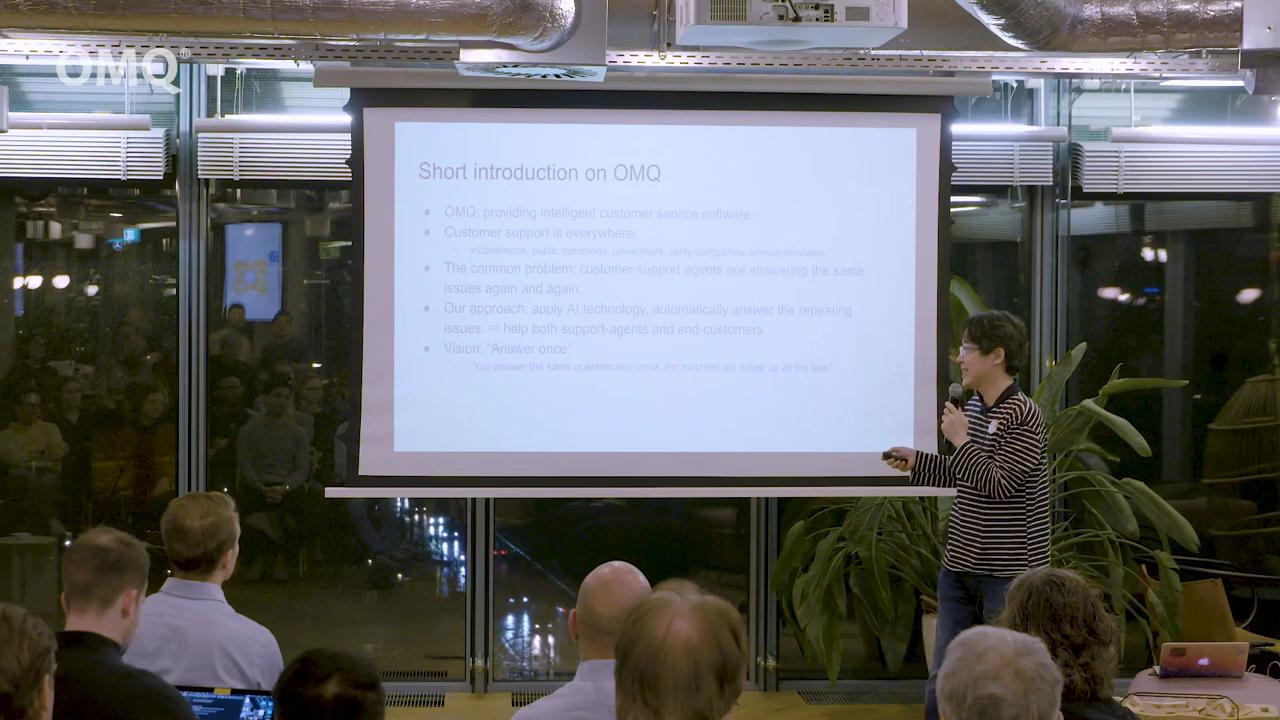 OMQ®
Short introduction on OMQ
● OMQ: providing intelligent customer service software.
● Customer support is everywhere.
eCommerce, public transports, universities, utility companies, service providers
● The common problem: customer support agents are answering the same
issues again and again.
● Our approach: apply AI technology, automatically answer the repeating
issues. ⇒ help both support-agents and end-customers.
● Vision: "Answer once"
"You answer the same question only once, the machine will follow up all the last."